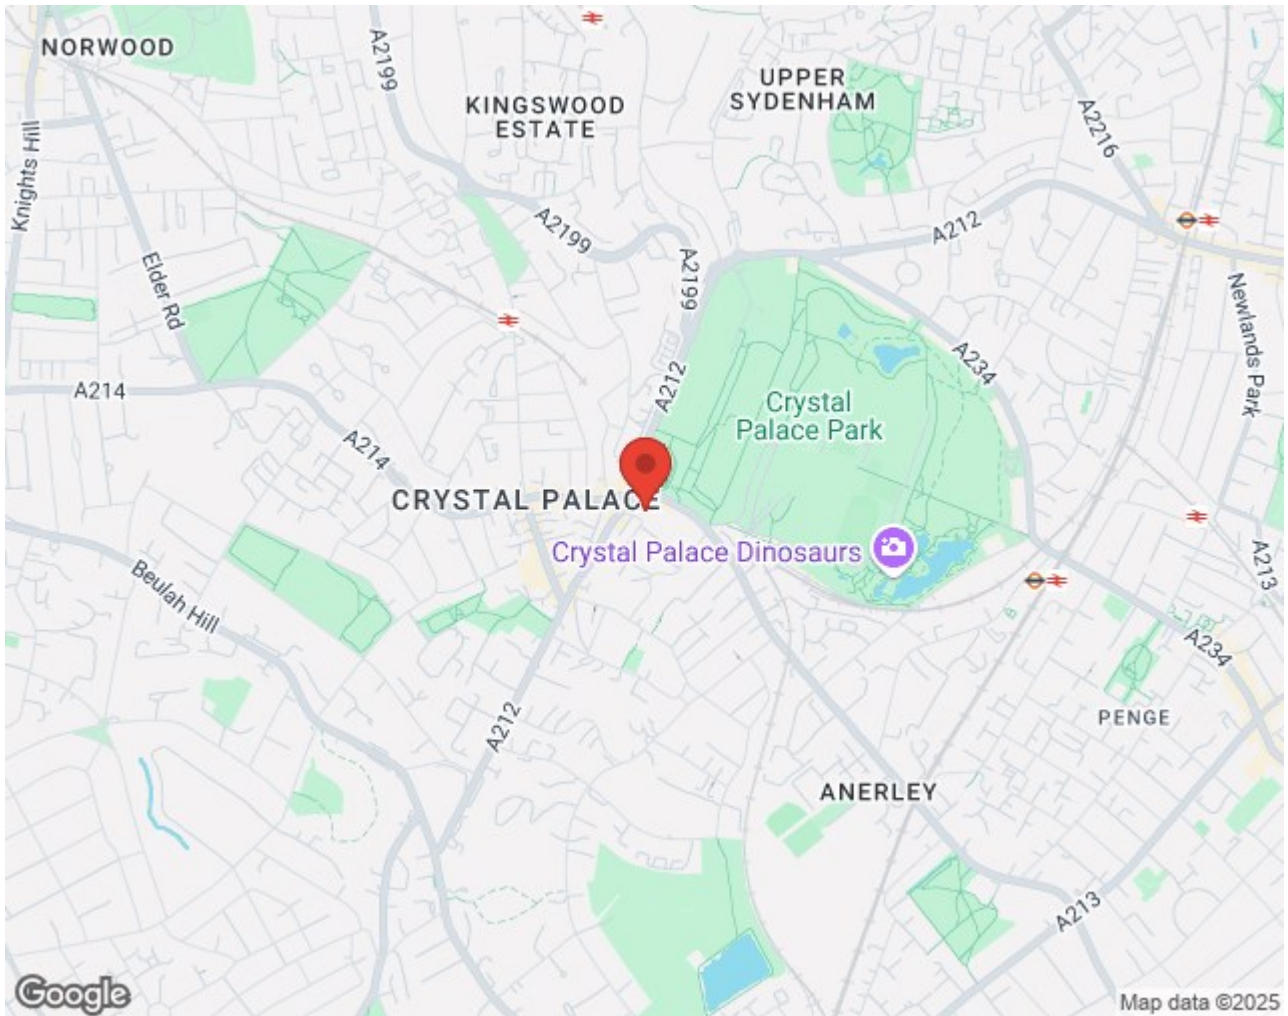 NORWOOD
A2199
KINGSWOOD
ESTATE
UPPER
SYDENHAM
A2216
Knights Hill
A2199
A212
Elder Rd
A2199
Newlands Park
A214
A212
A234
Crystal
Palace Park
A214
CRYSTAL PALACE
Crystal Palace Dinosaurs
A213
Beulah Hill
A234
A212
PENGE
ANERLEY
A213
Google
Map data ©2025